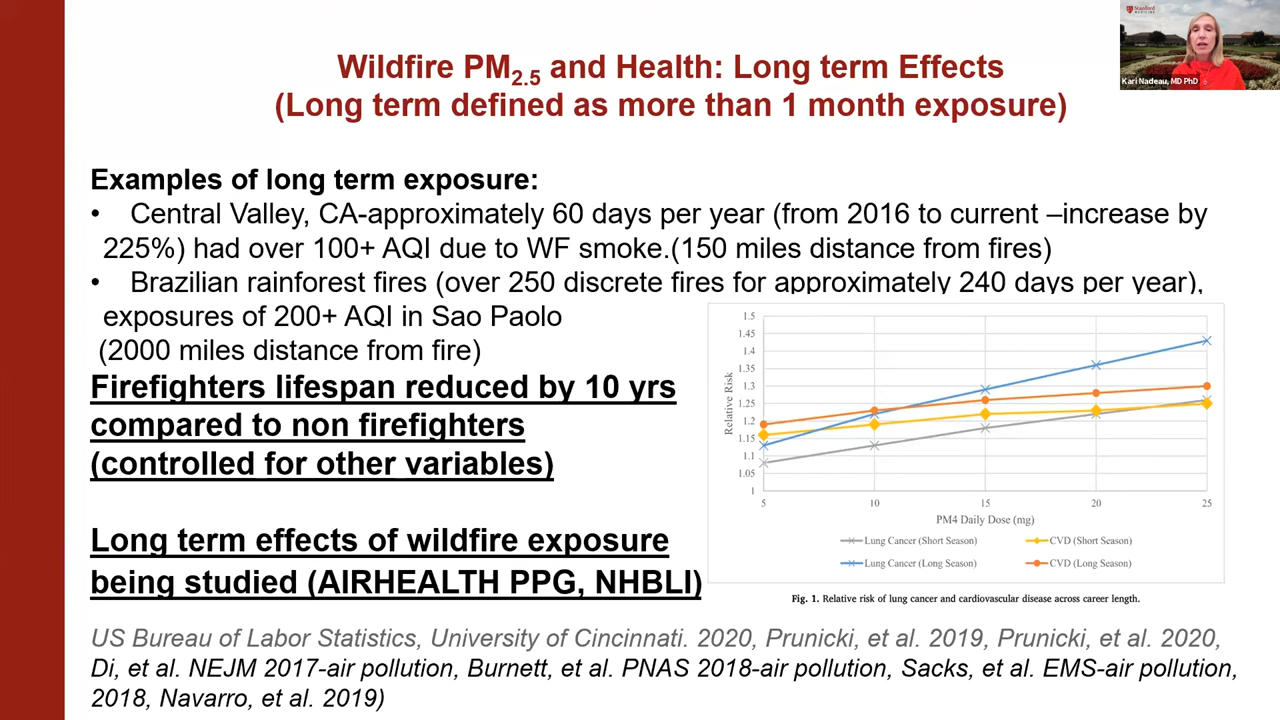 Stanford
MEDICINE
Kari Nadeau, MD PhD
Wildfire PM2.5 and Health: Long term Effects
(Long term defined as more than 1 month exposure)
Examples of long term exposure:
• Central Valley, CA-approximately 60 days per year (from 2016 to current –increase by
225%) had over 100+ AQI due to WF smoke.(150 miles distance from fires)
• Brazilian rainforest fires (over 250 discrete fires for approximately 240 days per year),
exposures of 200+ AQI in Sao Paolo
(2000 miles distance from fire)
Firefighters lifespan reduced by 10 yrs
compared to non firefighters
(controlled for other variables)
Long term effects of wildfire exposure
being studied (AIRHEALTH PPG, NHBLI)
1.5
1.45
1.4
1.35
1.3
1.25
1.2
1.15
1.1
1.05
1
Relative Risk
5 10 15 20 25
PM4 Daily Dose (mg)
Lung Cancer (Short Season) CVD (Short Season)
Lung Cancer (Long Season) CVD (Long Season)
Fig. 1. Relative risk of lung cancer and cardiovascular disease across career length.
US Bureau of Labor Statistics, University of Cincinnati. 2020, Prunicki, et al. 2019, Prunicki, et al. 2020,
Di, et al. NEJM 2017-air pollution, Burnett, et al. PNAS 2018-air pollution, Sacks, et al. EMS-air pollution,
2018, Navarro, et al. 2019)